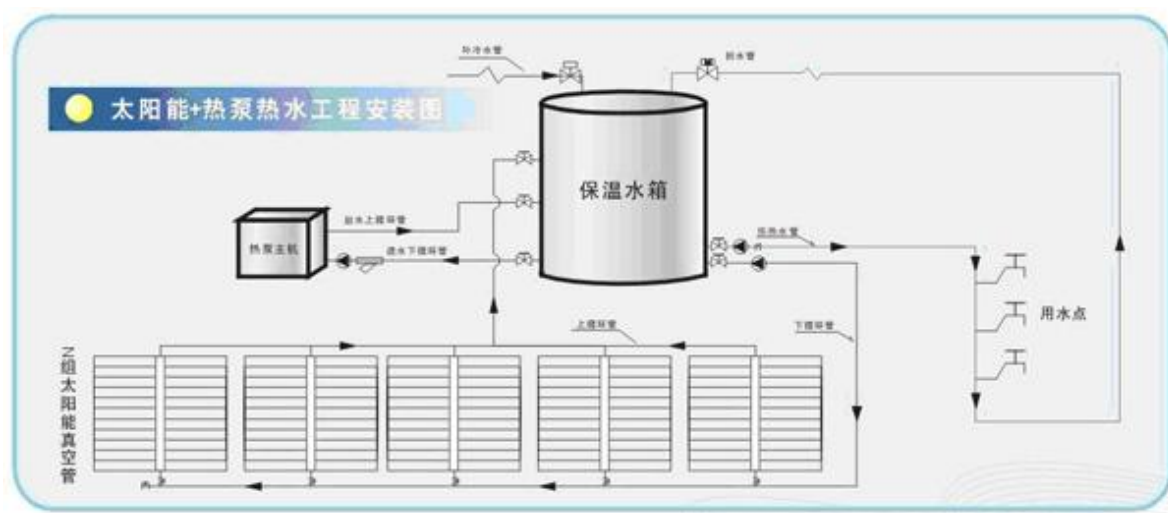 补冷水管
回水管
太阳能+热泵热水工程安装图
保温水箱
出水上循环管
热泵主机
进水下循环管
供热水管
用水点
上循环管
下循环管
N组太阳能真空管